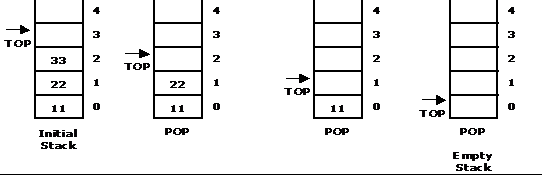 4 4 4 4
TOP 3 3 3 3
33 2 TOP 2 2 2
22 1 22 1 TOP 1 1
11 0 11 0 11 0 TOP 0
Initial
Stack
POP POP POP
Empty
Stack